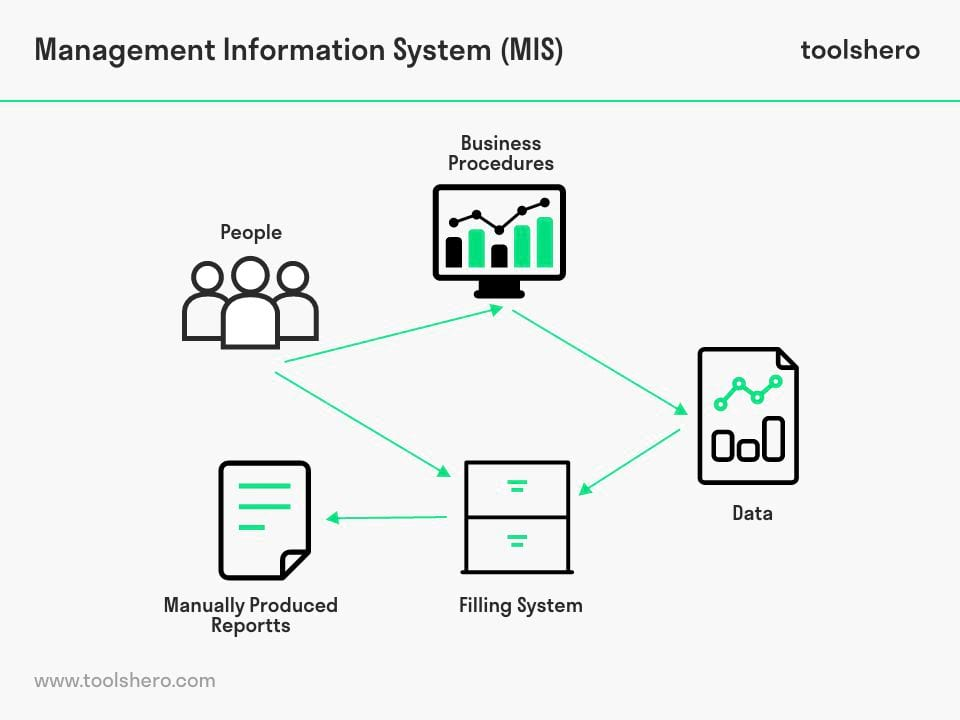 Management Information System (MIS)
toolshero
Business
Procedures
People
Data
Manually Produced
Reportts
Filling System
www.toolshero.com